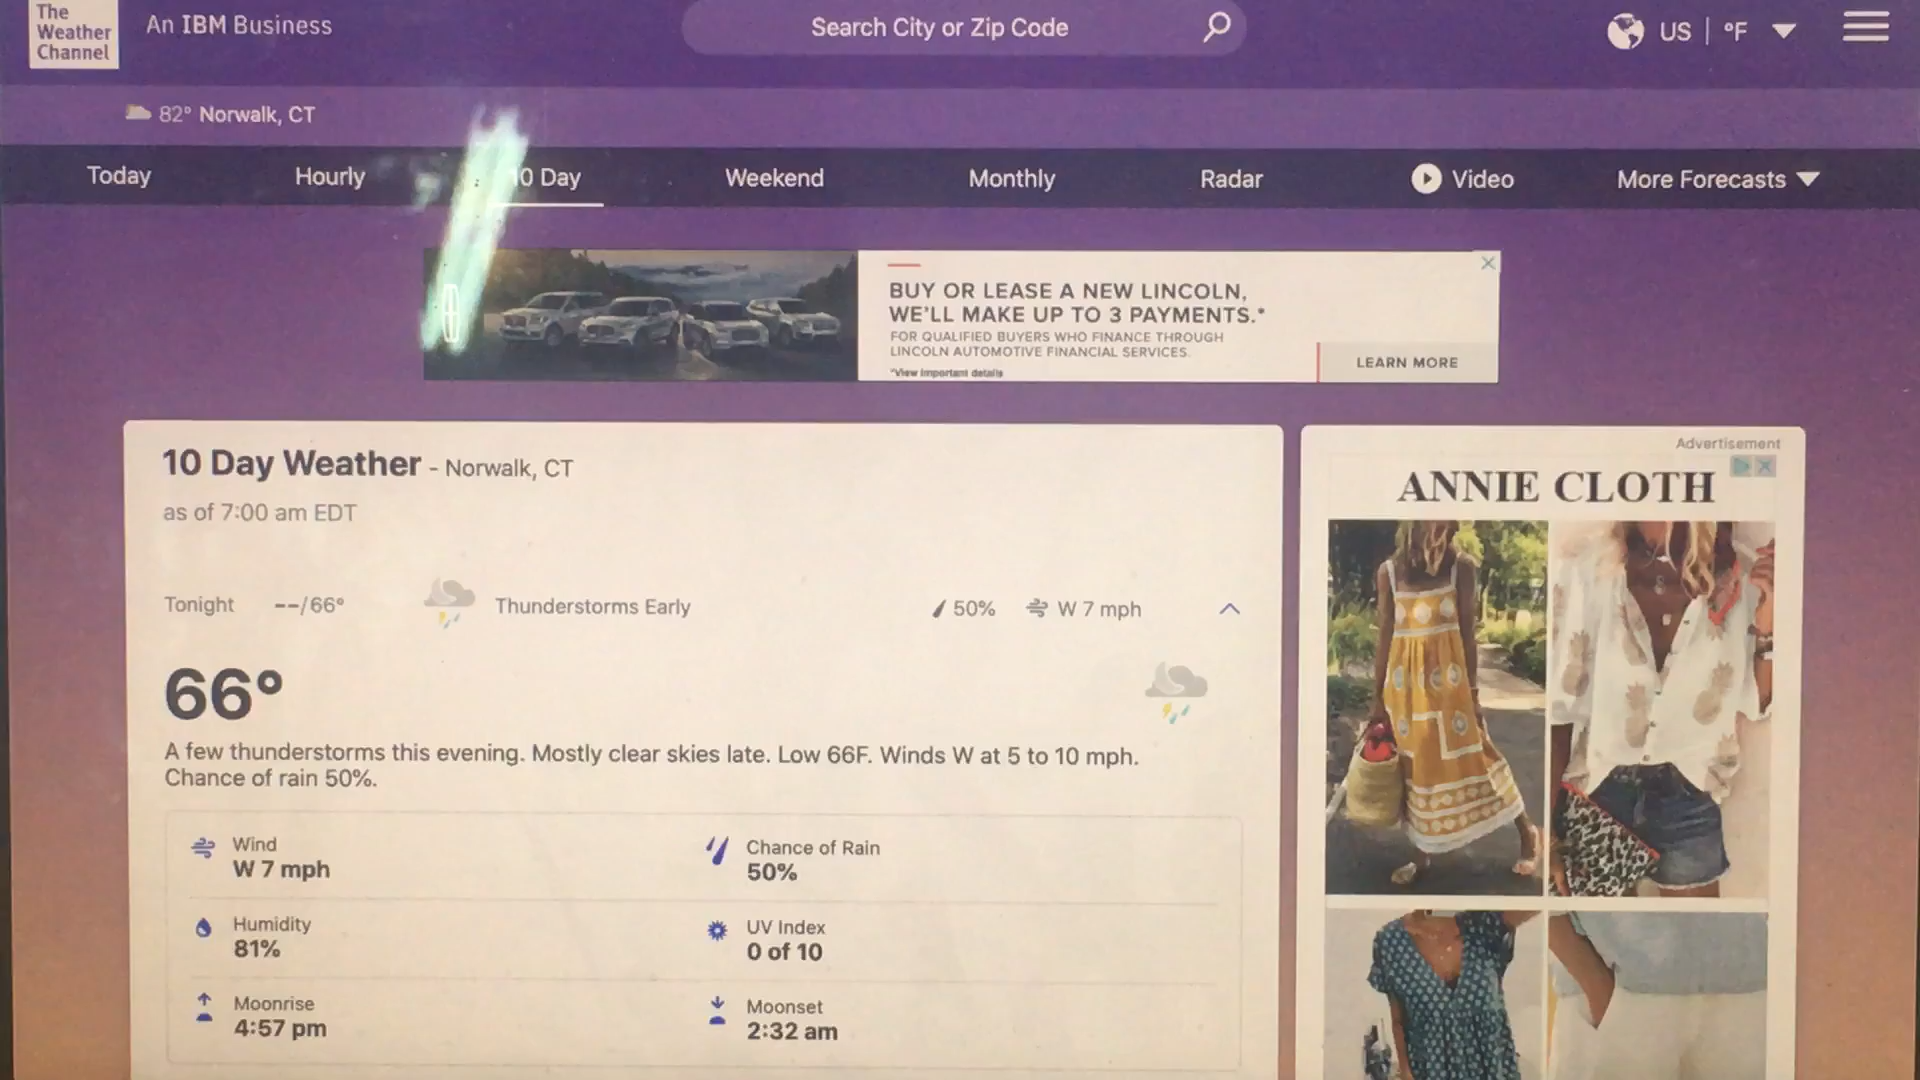 The
Weather
Channel
An IBM Business
Search City or Zip Code
US | °F
82° Norwalk, CT
Today
Hourly
10 Day
Weekend
Monthly
Radar
Video
More Forecasts
BUY OR LEASE A NEW LINCOLN,
WE'LL MAKE UP TO 3 PAYMENTS.*
FOR QUALIFIED BUYERS WHO FINANCE THROUGH
LINCOLN AUTOMOTIVE FINANCIAL SERVICES.
*View important details
LEARN MORE
10 Day Weather - Norwalk, CT
as of 7:00 am EDT
Tonight --/66° Thunderstorms Early 50% W 7 mph
66°
A few thunderstorms this evening. Mostly clear skies late. Low 66F. Winds W at 5 to 10 mph.
Chance of rain 50%.
Wind
W 7 mph
Chance of Rain
50%
Humidity
81%
UV Index
0 of 10
Moonrise
4:57 pm
Moonset
2:32 am
Advertisement
ANNIE CLOTH